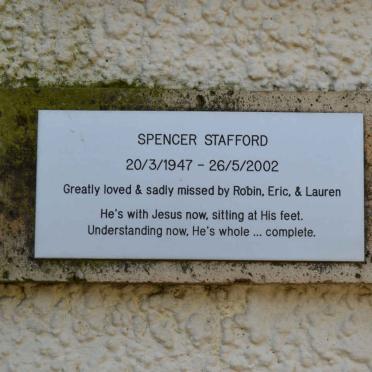 SPENCER STAFFORD
20/3/1947 - 26/5/2002
Greatly loved & sadly missed by Robin, Eric, & Lauren
He's with Jesus now, sitting at His feet.
Understanding now, He's whole ... complete.